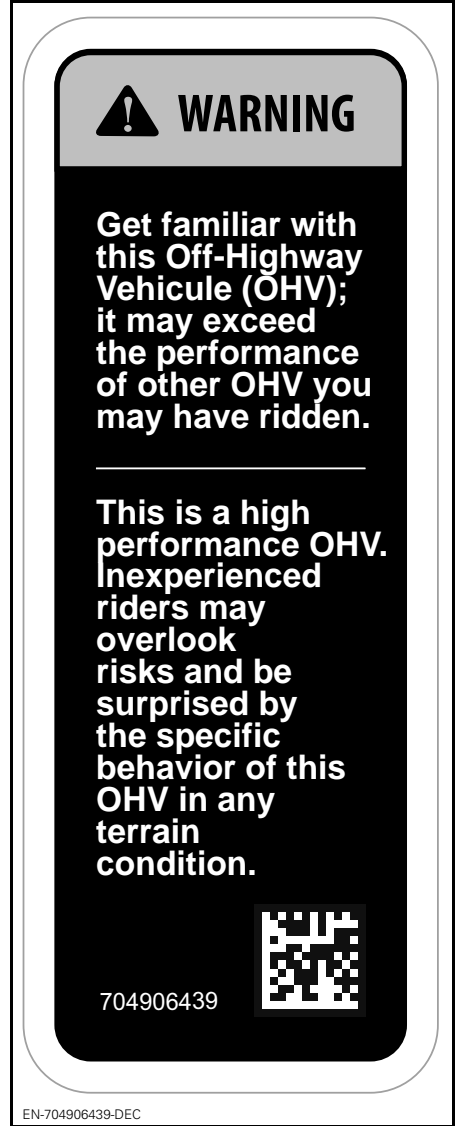 WARNING
Get familiar with
this Off-Highway
Vehicule (OHV);
it may exceed
the performance
of other OHV you
may have ridden.
This is a high
performance OHV.
Inexperienced
riders may
overlook
risks and be
surprised by
the specific
behavior of this
OHV in any
terrain
condition.
704906439
EN-704906439-DEC